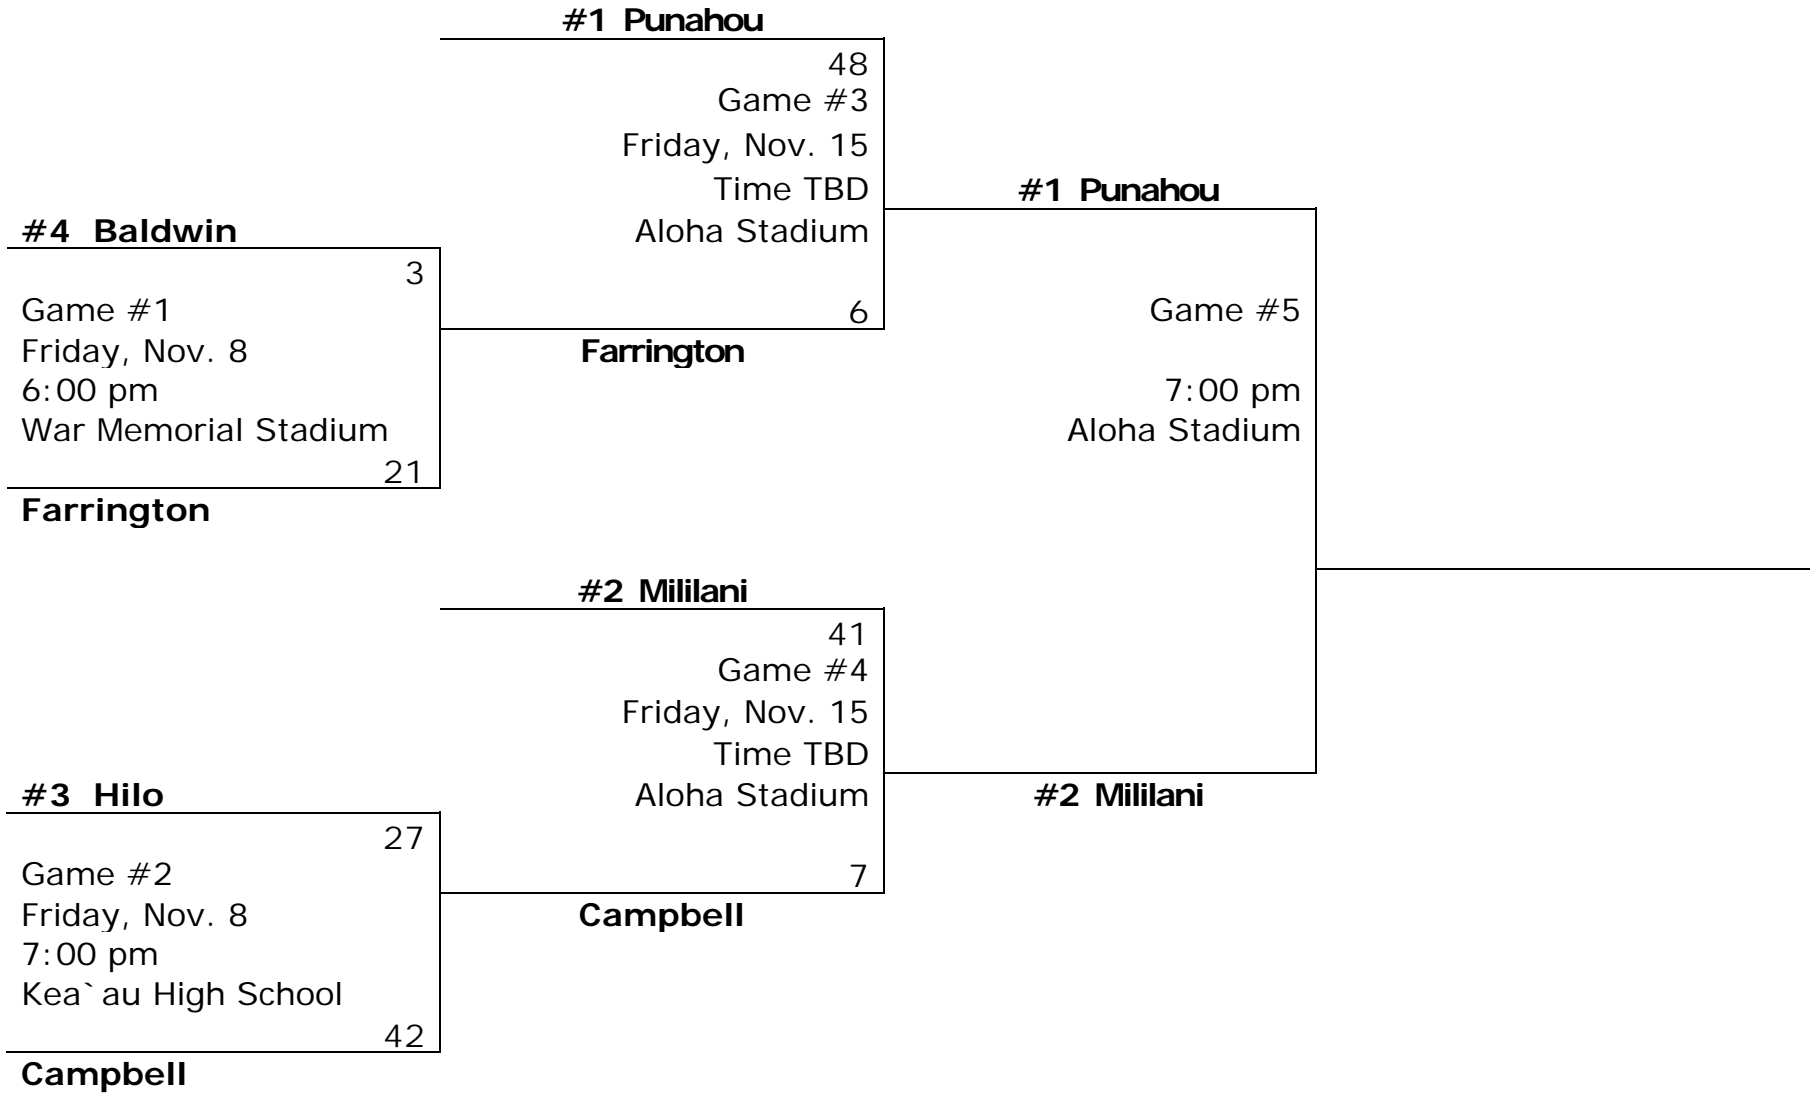 #1 Punahou
48
Game #3
Friday, Nov. 15
Time TBD
Aloha Stadium
6
Farrington
#4 Baldwin
3
Game #1
Friday, Nov. 8
6:00 pm
War Memorial Stadium
21
Farrington
#1 Punahou
Game #5
7:00 pm
Aloha Stadium
#2 Mililani
#2 Mililani
41
Game #4
Friday, Nov. 15
Time TBD
Aloha Stadium
7
Campbell
#3 Hilo
27
Game #2
Friday, Nov. 8
7:00 pm
Kea`au High School
42
Campbell